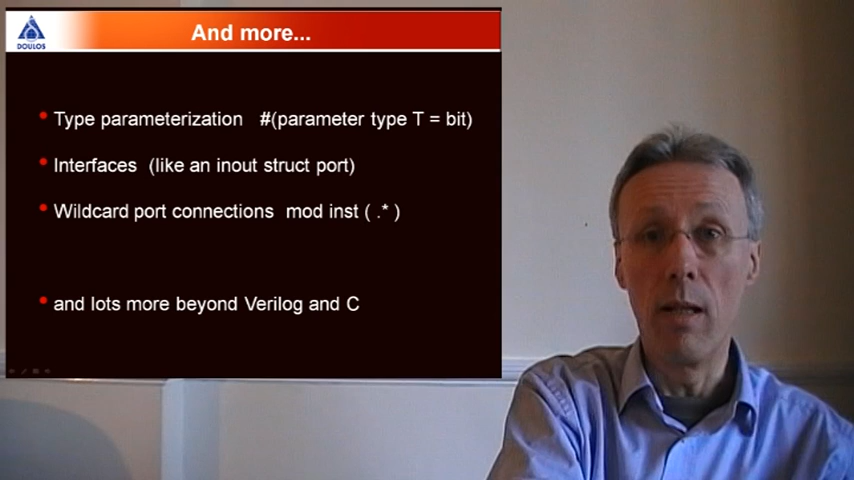 DOULOS
And more...
Type parameterization #(parameter type T = bit)
Interfaces (like an inout struct port)
Wildcard port connections mod inst ( .* )
and lots more beyond Verilog and C